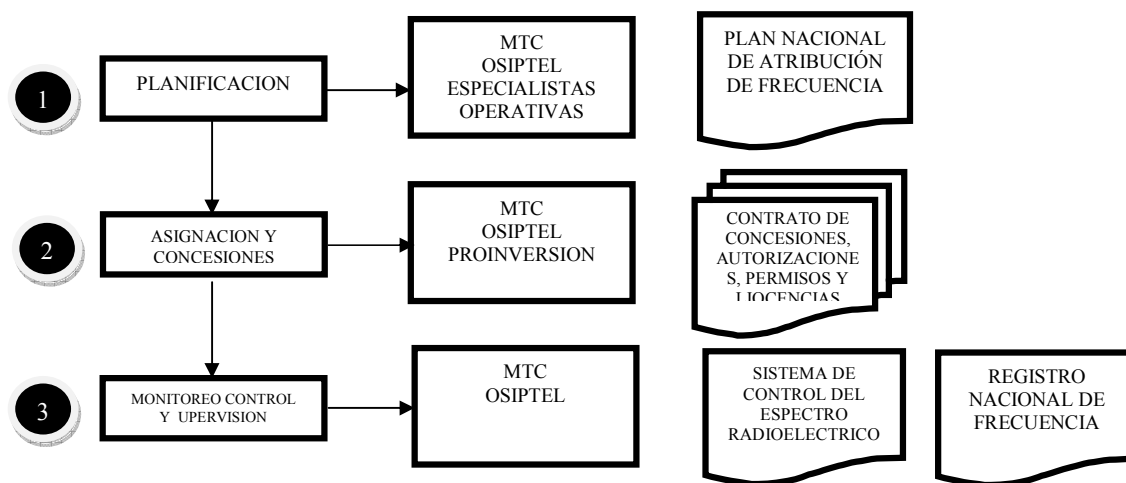 1
PLANIFICACION
MTC
OSIPTEL
ESPECIALISTAS
OPERATIVAS
PLAN NACIONAL
DE ATRIBUCIÓN
DE FRECUENCIA
2
ASIGNACION Y
CONCESIONES
MTC
OSIPTEL
PROINVERSION
CONTRATO DE
CONCESIONES,
AUTORIZACIONE
S, PERMISOS Y
LIOCENCIAS
3
MONITOREO CONTROL
Y UPERVISION
MTC
OSIPTEL
SISTEMA DE
CONTROL DEL
ESPECTRO
RADIOELECTRICO
REGISTRO
NACIONAL DE
FRECUENCIA